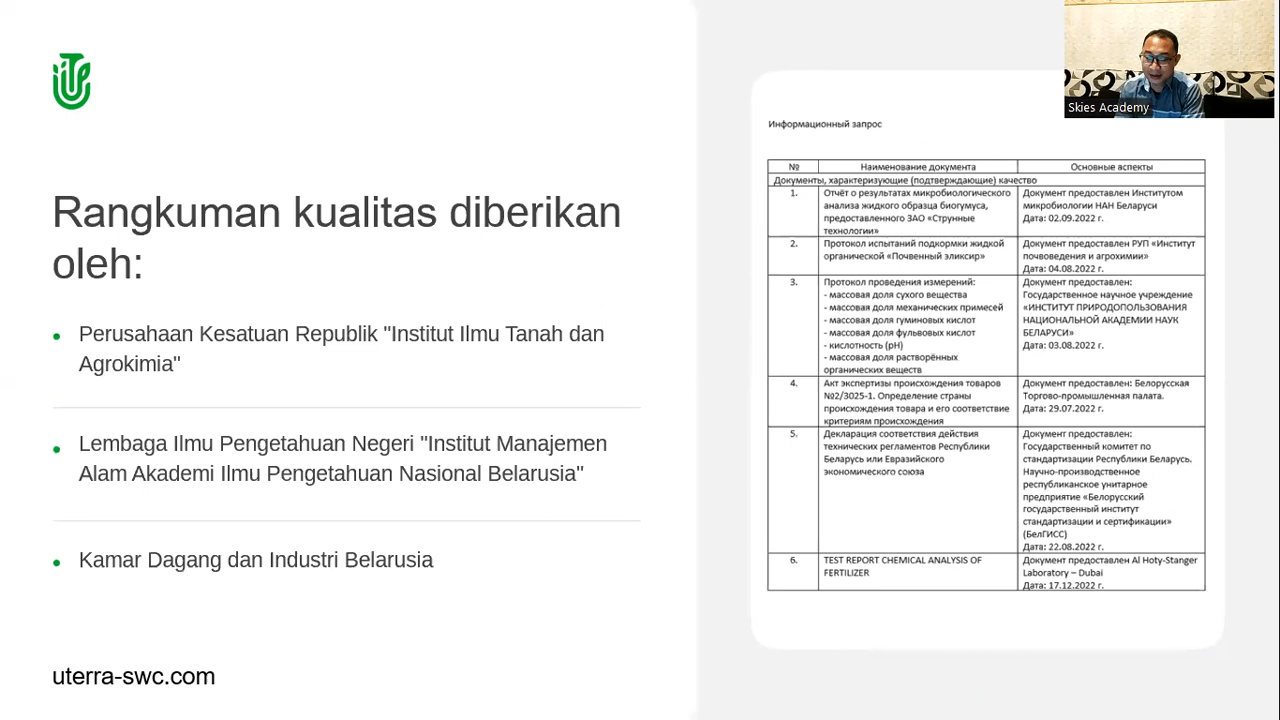 Skies Academy
Rangkuman kualitas diberikan
oleh:
• Perusahaan Kesatuan Republik "Institut Ilmu Tanah dan
Agrokimia"
• Lembaga Ilmu Pengetahuan Negeri "Institut Manajemen
Alam Akademi Ilmu Pengetahuan Nasional Belarusia"
• Kamar Dagang dan Industri Belarusia
uterra-swc.com
Информационный запрос
№ Наименование документа Основные аспекты
Документы, характеризующие (подтверждающие) качество
1. Отчёт о результатах микробиологического Документ предоставлен Институтом
анализа жидкого образца биогумуса, микробиологии НАН Беларуси
предоставленного ЗАО «Струнные Дата: 02.09.2022 г.
технологии»
2. Протокол испытаний подкормки жидкой Документ предоставлен РУП «Институт
органической «Почвенный эликсир» почвоведения и агрохимии»
Дата: 04.08.2022 г.
3. Протокол проведения измерений: Документ предоставлен:
- массовая доля сухого вещества Государственное научное учреждение
- массовая доля механических примесей «ИНСТИТУТ ПРИРОДОПОЛЬЗОВАНИЯ
- массовая доля гуминовых кислот НАЦИОНАЛЬНОЙ АКАДЕМИИ НАУК
- массовая доля фульвовых кислот БЕЛАРУСИ»
- кислотность (pH) Дата: 03.08.2022 г.
- массовая доля растворённых
органических веществ
4. Акт экспертизы происхождения товаров Документ предоставлен: Белорусская
№2/3025-1. Определение страны Торгово-промышленная палата.
происхождения товара и его соответствие Дата: 29.07.2022 г.
критериям происхождения
5. Декларация соответствия действия Документ предоставлен:
технических регламентов Республики Государственный комитет по
Беларусь или Евразийского стандартизации Республики Беларусь.
экономического союза Научно-производственное
республиканское унитарное
предприятие «Белорусский
государственный институт
стандартизации и сертификации»
(БелГИСС)
Дата: 22.08.2022 г.
6. TEST REPORT CHEMICAL ANALYSIS OF Документ предоставлен Al Hoty-Stanger
FERTILIZER Laboratory – Dubai
Дата: 17.12.2022 г.